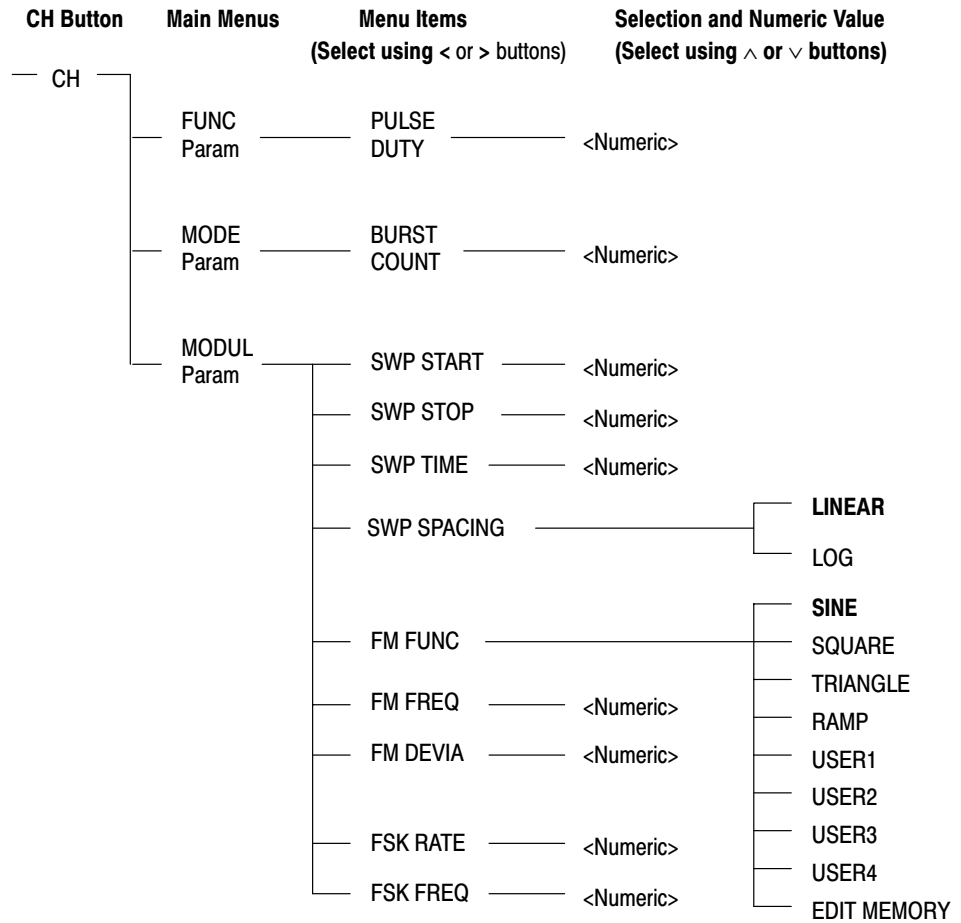 CH Button Main Menus Menu Items Selection and Numeric Value
(Select using < or > buttons) (Select using ∧ or ∨ buttons)
CH
FUNC Param
PULSE DUTY
<Numeric>
MODE Param
BURST COUNT
<Numeric>
MODUL Param
SWP START <Numeric>
SWP STOP <Numeric>
SWP TIME <Numeric>
SWP SPACING
LINEAR
LOG
FM FUNC
SINE
SQUARE
TRIANGLE
RAMP
USER1
USER2
USER3
USER4
EDIT MEMORY
FM FREQ <Numeric>
FM DEVIA <Numeric>
FSK RATE <Numeric>
FSK FREQ <Numeric>